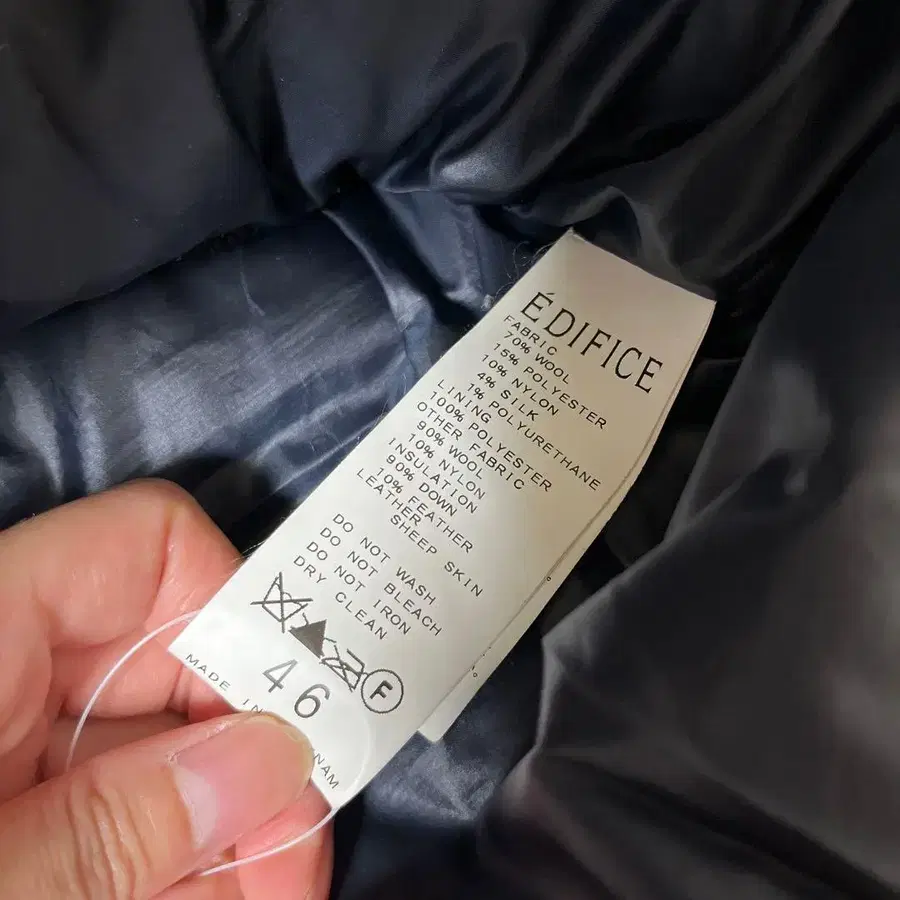 ÉDIFICE
FABRIC
70% WOOL
15% POLYESTER
10% NYLON
4% SILK
1% POLYURETHANE
LINING
100% POLYESTER
OTHER FABRIC
90% WOOL
10% NYLON
INSULATION
90% DOWN
10% FEATHER
LEATHER
SHEEP SKIN
DO NOT WASH
DO NOT BLEACH
DO NOT IRON
DRY CLEAN
F
46
MADE IN